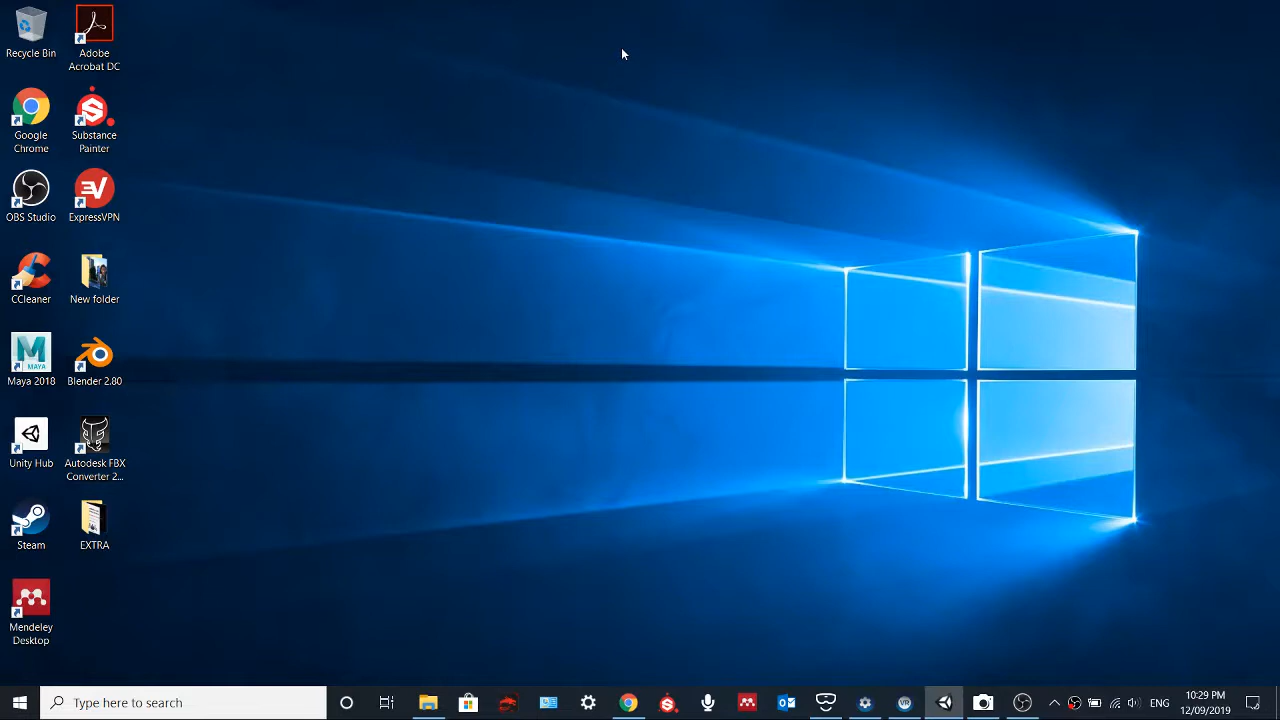 Recycle Bin
Adobe
Acrobat DC
Google
Chrome
Substance
Painter
OBS Studio
ExpressVPN
CCleaner
New folder
MAYA
Maya 2018
Blender 2.80
Unity Hub
Autodesk FBX
Converter 2...
Steam
EXTRA
Mendeley
Desktop
Type here to search
VR
ENG
10:29 PM
12/09/2019